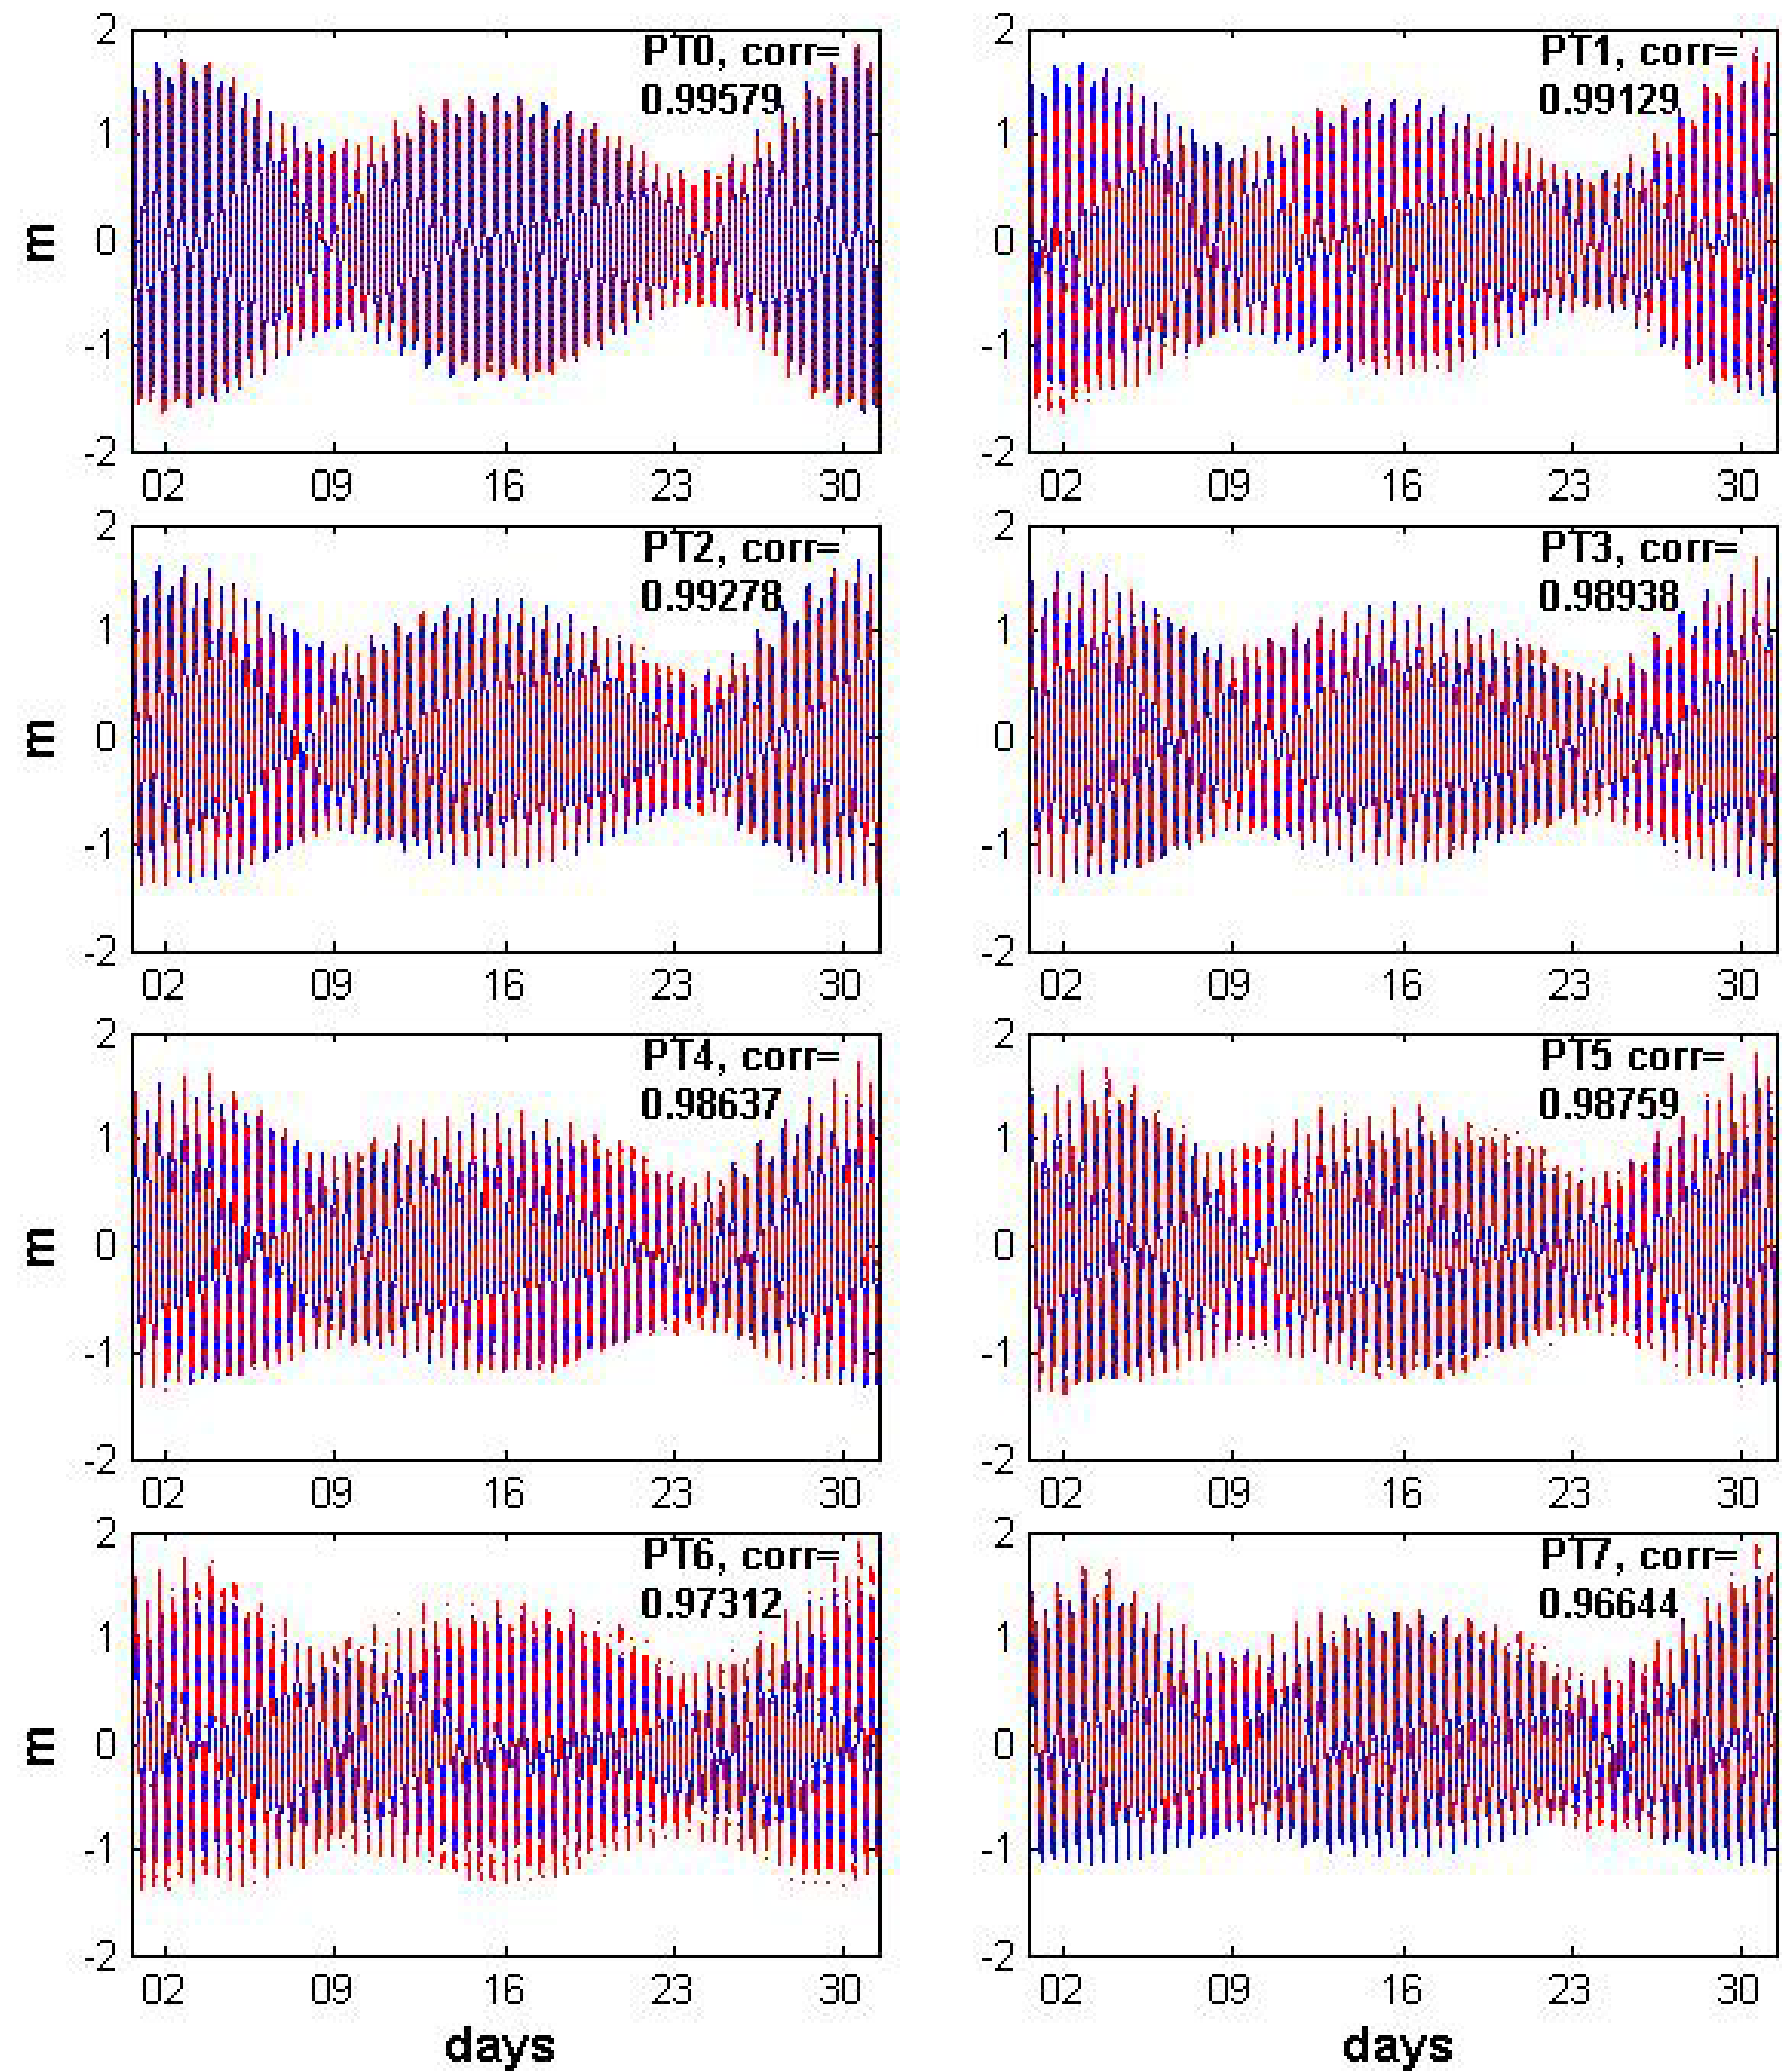 PT0, corr=
0.99579
2
1
0
-1
-2
m
02 09 16 23 30
PT1, corr=
0.99129
2
1
0
-1
-2
02 09 16 23 30
PT2, corr=
0.99278
2
1
0
-1
-2
m
02 09 16 23 30
PT3, corr=
0.98938
2
1
0
-1
-2
02 09 16 23 30
PT4, corr=
0.98637
2
1
0
-1
-2
m
02 09 16 23 30
PT5 corr=
0.98759
2
1
0
-1
-2
02 09 16 23 30
PT6, corr=
0.97312
2
1
0
-1
-2
m
02 09 16 23 30
days
PT7, corr=
0.96644
2
1
0
-1
-2
02 09 16 23 30
days